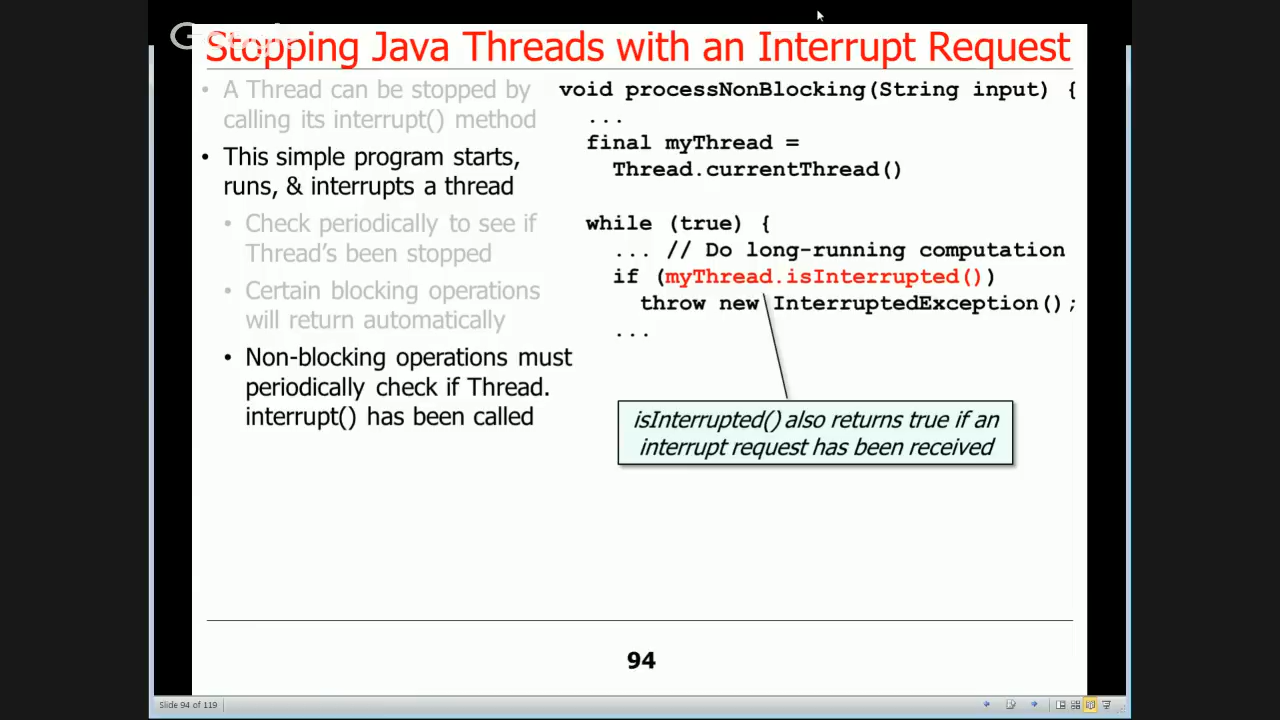 Google
Stopping Java Threads with an Interrupt Request
• A Thread can be stopped by
calling its interrupt() method
• This simple program starts,
runs, & interrupts a thread
• Check periodically to see if
Thread's been stopped
• Certain blocking operations
will return automatically
• Non-blocking operations must
periodically check if Thread.
interrupt() has been called
void processNonBlocking(String input) {
...
final myThread =
Thread.currentThread()
while (true) {
... // Do long-running computation
if (myThread.isInterrupted())
throw new InterruptedException();
...
isInterrupted() also returns true if an
interrupt request has been received
94
Slide 94 of 119